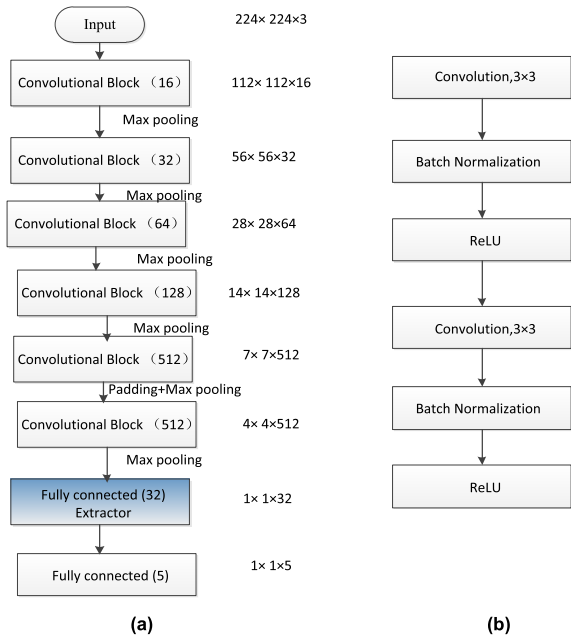 Input
224× 224×3
Convolutional Block （16）
112× 112×16
Max pooling
Convolutional Block （32）
56× 56×32
Max pooling
Convolutional Block （64）
28× 28×64
Max pooling
Convolutional Block （128）
14× 14×128
Max pooling
Convolutional Block （512）
7× 7×512
Padding+Max pooling
Convolutional Block （512）
4× 4×512
Max pooling
Fully connected (32)
Extractor
1× 1×32
Fully connected (5)
1× 1×5
(a)
Convolution,3×3
Batch Normalization
ReLU
Convolution,3×3
Batch Normalization
ReLU
(b)